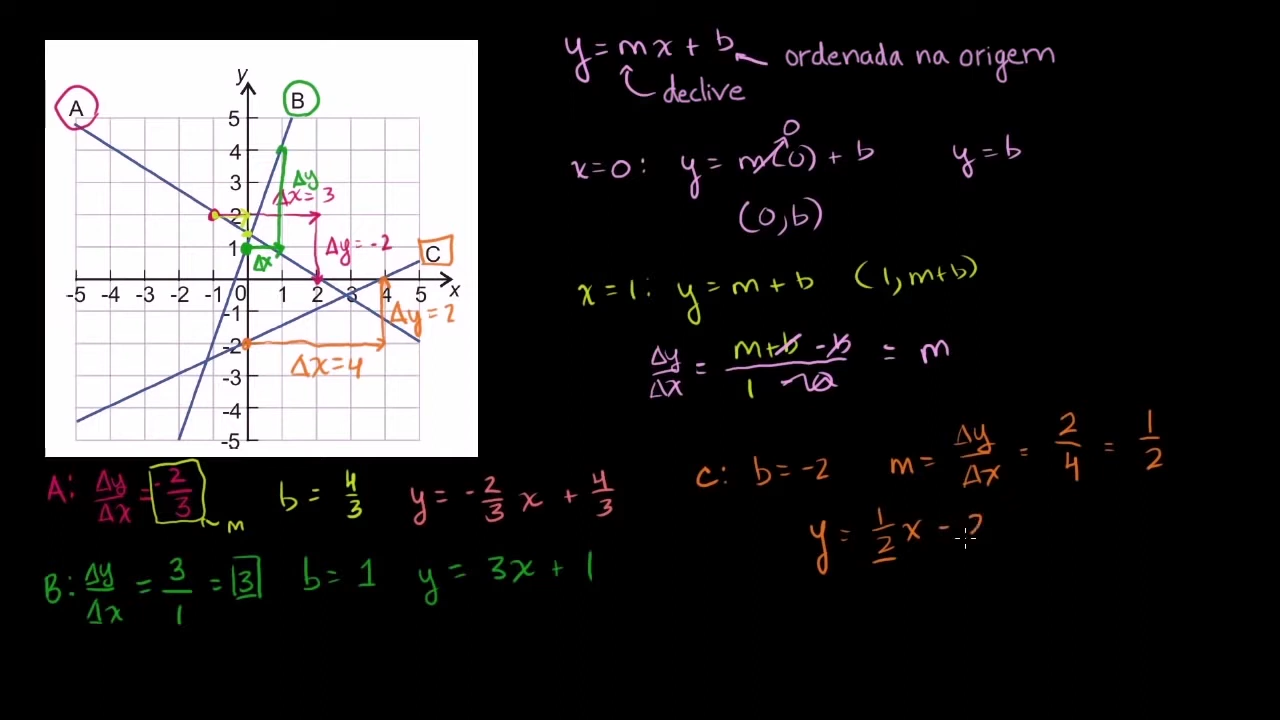 y
A
B
5
4
3
2
1
-5 -4 -3 -2 -1 0 1 2 3 4 5 x
-1
-2
-3
-4
-5
Δy
Δx = 3
Δy = -2
Δx
C
Δy = 2
Δx = 4
y = mx + b ordenada na origem
declive
x = 0: y = m(0) + b y = b
0
(0, b)
x = 1: y = m + b (1, m+b)
Δy/Δx = (m+b - b)/(1 - 0) = m
A: Δy/Δx = -2/3 m b = 4/3 y = -2/3 x + 4/3
B: Δy/Δx = 3/1 = 3 b = 1 y = 3x + 1
C: b = -2 m = Δy/Δx = 2/4 = 1/2
y = 1/2 x - 2